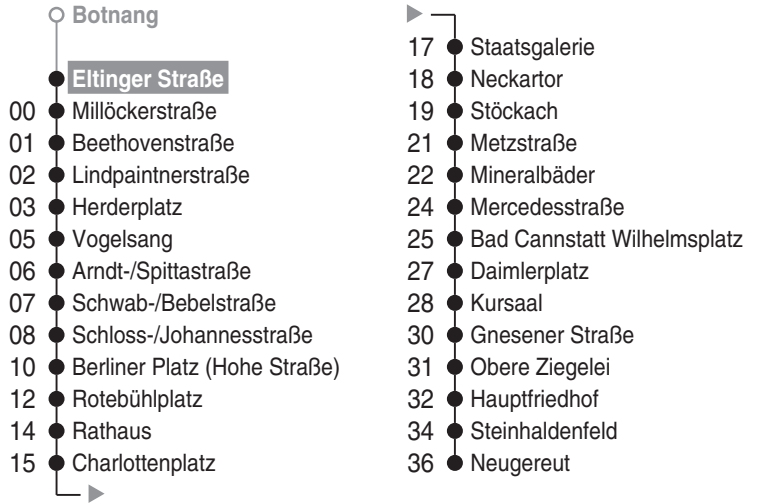 Botnang
Eltinger Straße
00 Millöckerstraße
01 Beethovenstraße
02 Lindpaintnerstraße
03 Herderplatz
05 Vogelsang
06 Arndt-/Spittastraße
07 Schwab-/Bebelstraße
08 Schloss-/Johannesstraße
10 Berliner Platz (Hohe Straße)
12 Rotebühlplatz
14 Rathaus
15 Charlottenplatz
17 Staatsgalerie
18 Neckartor
19 Stöckach
21 Metzstraße
22 Mineralbäder
24 Mercedesstraße
25 Bad Cannstatt Wilhelmsplatz
27 Daimlerplatz
28 Kursaal
30 Gnesener Straße
31 Obere Ziegelei
32 Hauptfriedhof
34 Steinhaldenfeld
36 Neugereut